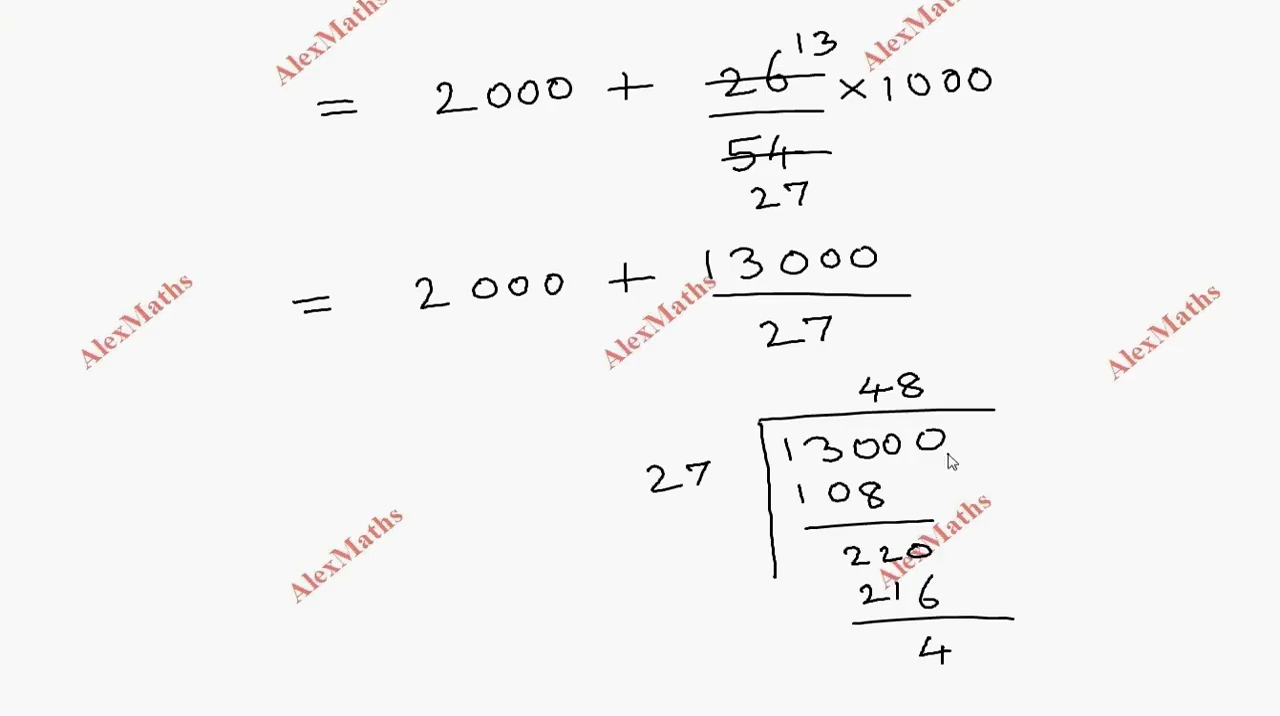 AlexMaths AlexMaths
13
= 2000 + 26 × 1000
54
27
= 2000 + 13000
27
AlexMaths AlexMaths AlexMaths
48
27 13000
108
220
216
4
AlexMaths AlexMaths